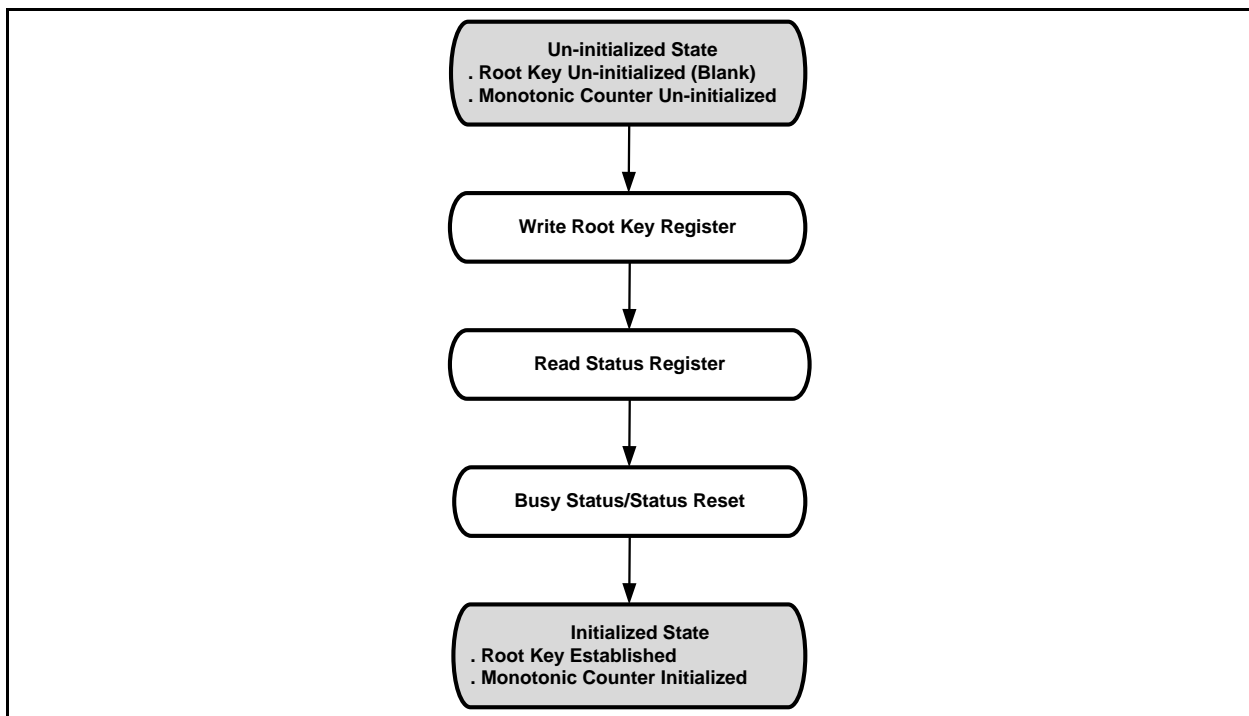 Un-initialized State
. Root Key Un-initialized (Blank)
. Monotonic Counter Un-initialized
Write Root Key Register
Read Status Register
Busy Status/Status Reset
Initialized State
. Root Key Established
. Monotonic Counter Initialized